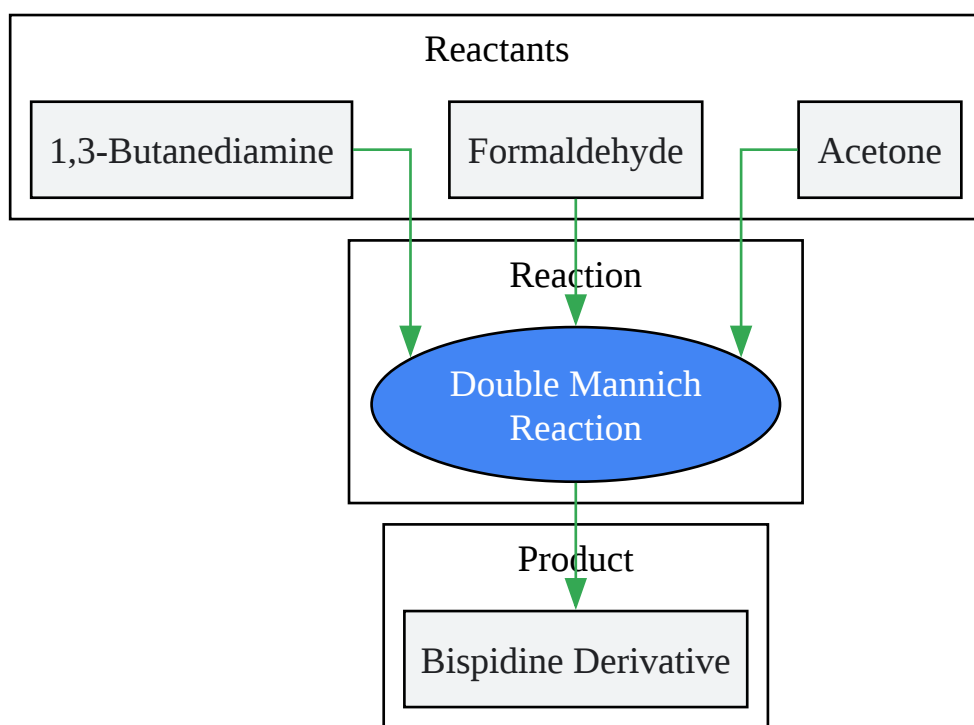 Reactants
1,3-Butanediamine
Formaldehyde
Acetone
Reaction
Double Mannich
Reaction
Product
Bispidine Derivative